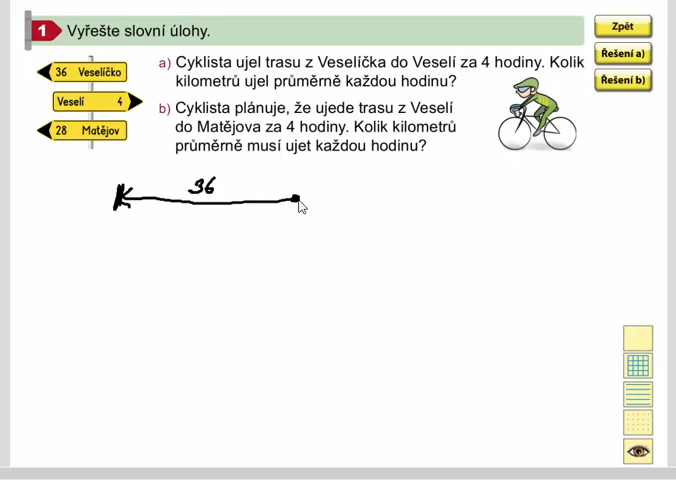 1 Vyřešte slovní úlohy.
Zpět
Řešení a)
Řešení b)
36 Veselíčko
Veselí 4
28 Matějov
a) Cyklista ujel trasu z Veselíčka do Veselí za 4 hodiny. Kolik
kilometrů ujel průměrně každou hodinu?
b) Cyklista plánuje, že ujede trasu z Veselí
do Matějova za 4 hodiny. Kolik kilometrů
průměrně musí ujet každou hodinu?
36